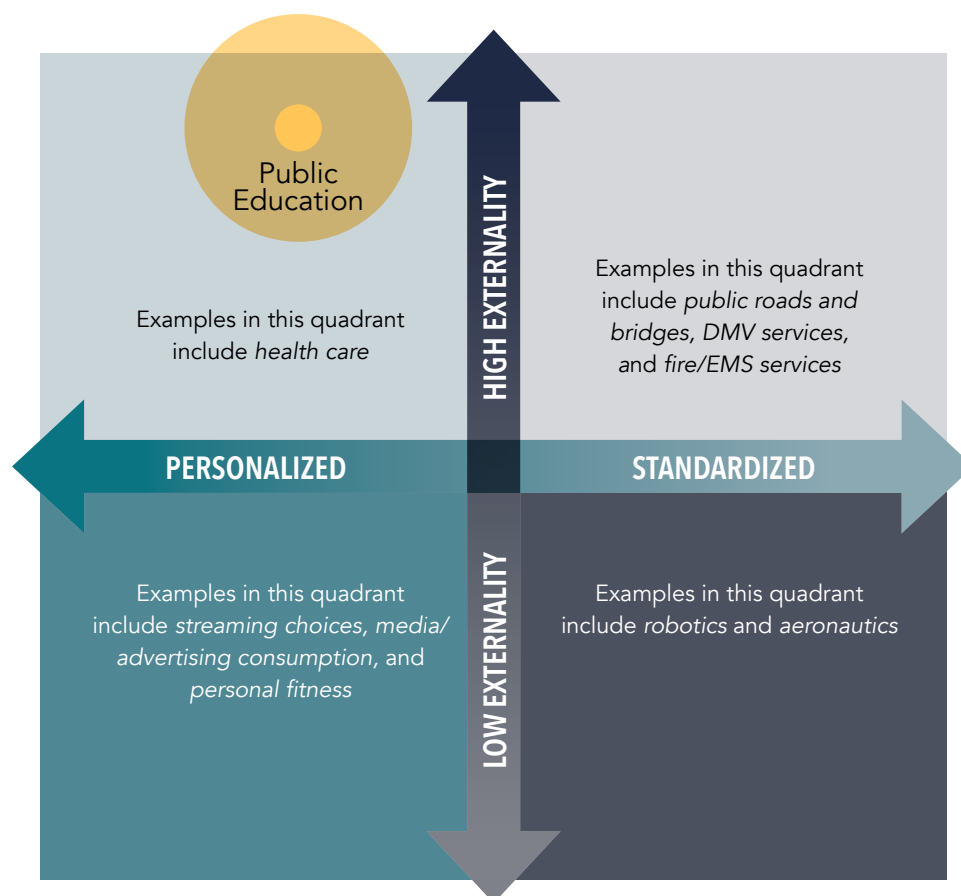 Public
Education
HIGH EXTERNALITY
Examples in this quadrant
include health care
Examples in this quadrant
include public roads and
bridges, DMV services,
and fire/EMS services
PERSONALIZED
STANDARDIZED
Examples in this quadrant
include streaming choices, media/
advertising consumption, and
personal fitness
LOW EXTERNALITY
Examples in this quadrant
include robotics and aeronautics